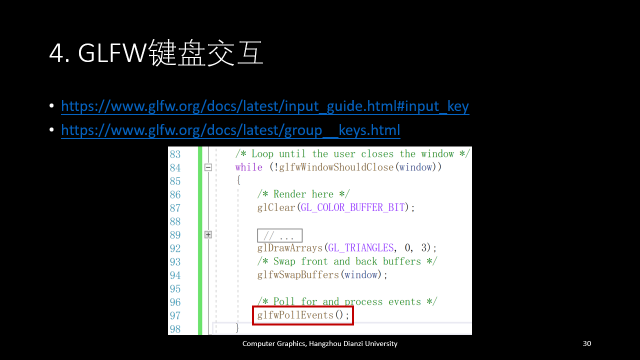 4. GLFW键盘交互
• https://www.glfw.org/docs/latest/input_guide.html#input_key
• https://www.glfw.org/docs/latest/group__keys.html
83 /* Loop until the user closes the window */
84 while (!glfwWindowShouldClose(window))
85 {
86 /* Render here */
87 glClear(GL_COLOR_BUFFER_BIT);
88
89 // ...
92 glDrawArrays(GL_TRIANGLES, 0, 3);
93 /* Swap front and back buffers */
94 glfwSwapBuffers(window);
95
96 /* Poll for and process events */
97 glfwPollEvents();
98 }
Computer Graphics, Hangzhou Dianzi University
30